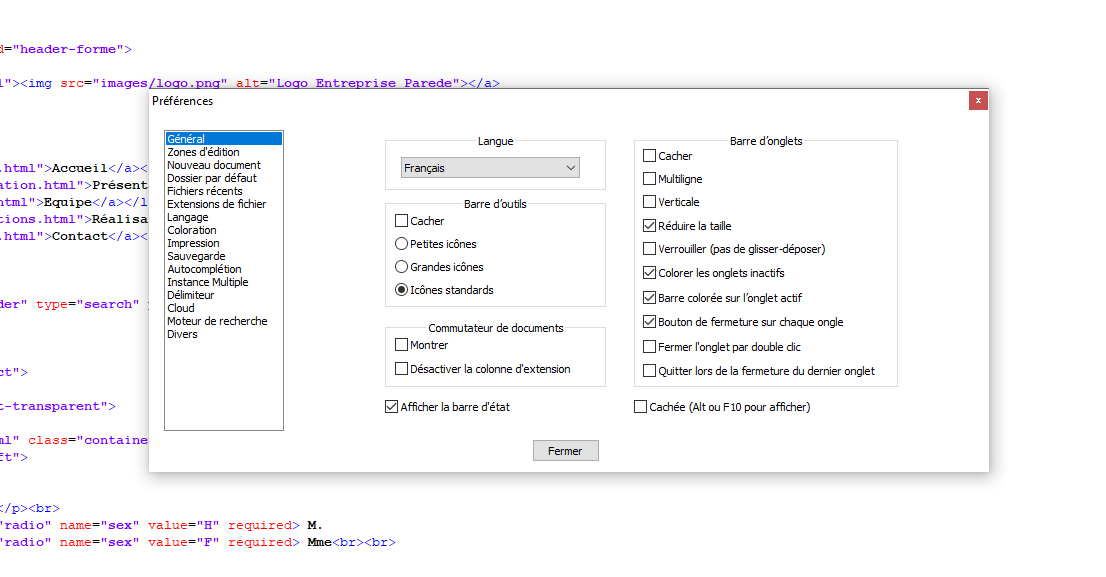 d="header-forme">
l"><img src="images/logo.png" alt="Logo Entreprise Parede"></a>
Préférences
x
Général
Zones d'édition
Nouveau document
Dossier par défaut
Fichiers récents
Extensions de fichier
Langage
Coloration
Impression
Sauvegarde
Autocomplétion
Instance Multiple
Délimiteur
Cloud
Moteur de recherche
Divers
Langue
Français
Barre d'outils
Cacher
Petites icônes
Grandes icônes
Icônes standards
Commutateur de documents
Montrer
Désactiver la colonne d'extension
Afficher la barre d'état
Barre d'onglets
Cacher
Multiligne
Verticale
Réduire la taille
Verrouiller (pas de glisser-déposer)
Colorer les onglets inactifs
Barre colorée sur l'onglet actif
Bouton de fermeture sur chaque ongle
Fermer l'onglet par double clic
Quitter lors de la fermeture du dernier onglet
Cachée (Alt ou F10 pour afficher)
Fermer
.html">Accueil</a><
ation.html">Présent
html">Equipe</a></l
tions.html">Réalisa
.html">Contact</a><
der" type="search"
ct">
t-transparent">
ml" class="containe
ft">
</p><br>
"radio" name="sex" value="H" required> M.
"radio" name="sex" value="F" required> Mme<br><br>